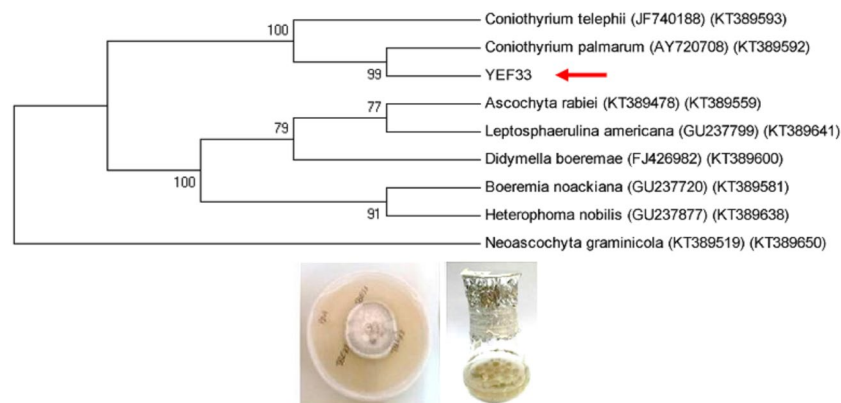 100
Coniothyrium telephii (JF740188) (KT389593)
Coniothyrium palmarum (AY720708) (KT389592)
99
YEF33
77
Ascochyta rabiei (KT389478) (KT389559)
79
Leptosphaerulina americana (GU237799) (KT389641)
Didymella boeremae (FJ426982) (KT389600)
100
Boeremia noackiana (GU237720) (KT389581)
91
Heterophoma nobilis (GU237877) (KT389638)
Neoascochyta graminicola (KT389519) (KT389650)